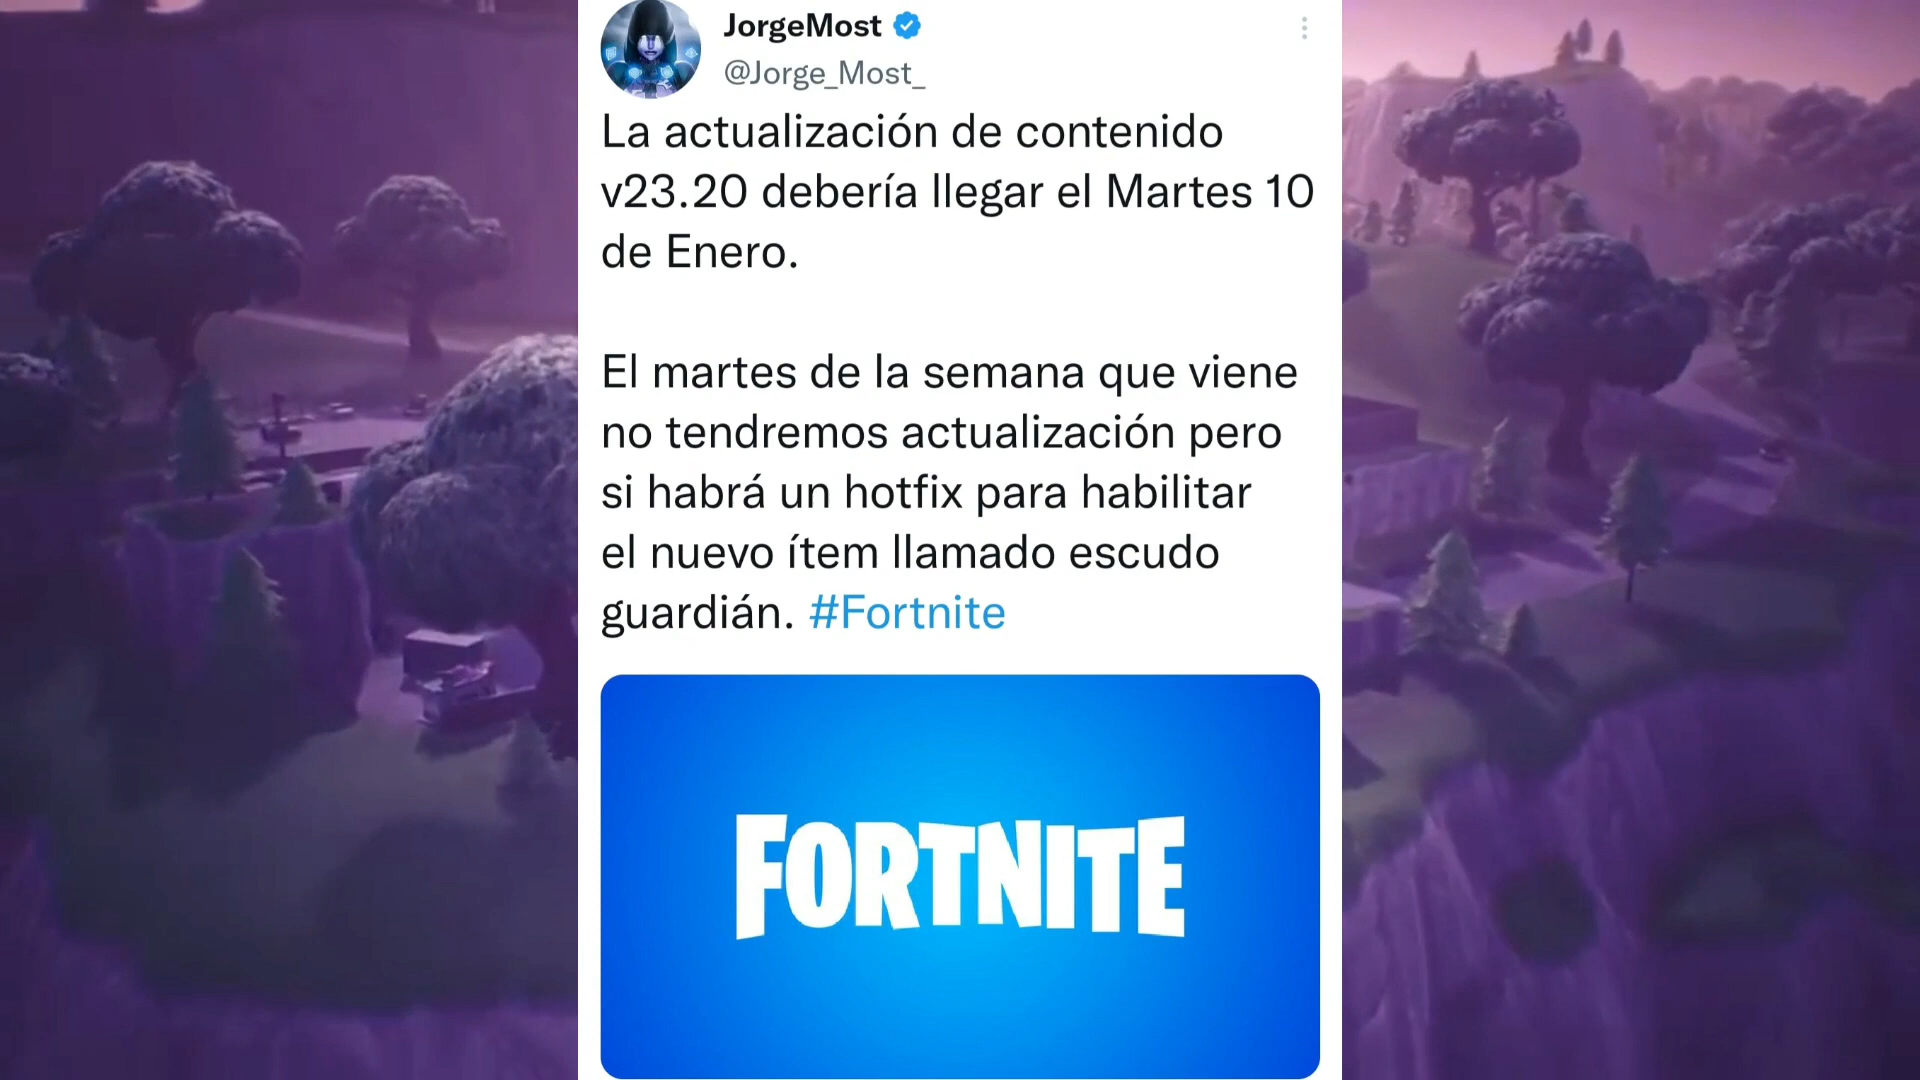 JorgeMost
@Jorge_Most_
La actualización de contenido
v23.20 debería llegar el Martes 10
de Enero.
El martes de la semana que viene
no tendremos actualización pero
si habrá un hotfix para habilitar
el nuevo ítem llamado escudo
guardián. #Fortnite
FORTNITE